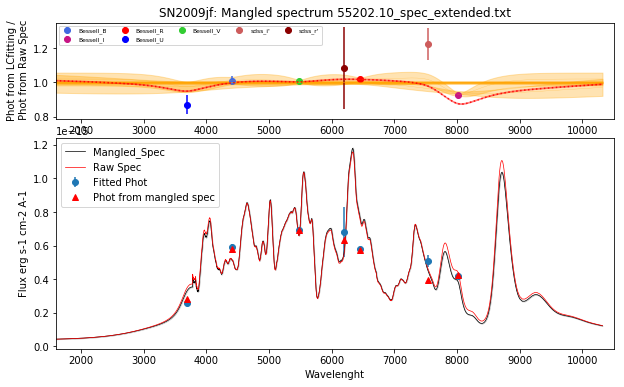 SN2009jf: Mangled spectrum 55202.10_spec_extended.txt
Phot from LCfitting /
Phot from Raw Spec
1.2
1.0
0.8
Bessell_B
Bessell_I
Bessell_R
Bessell_U
Bessell_V
sdss_i'
sdss_r'
2000 3000 4000 5000 6000 7000 8000 9000 10000
Flux erg s-1 cm-2 A-1
1.2
1.0
0.8
0.6
0.4
0.2
0.0
Mangled_Spec
Raw Spec
Fitted Phot
Phot from mangled spec
2000 3000 4000 5000 6000 7000 8000 9000 10000
Wavelenght